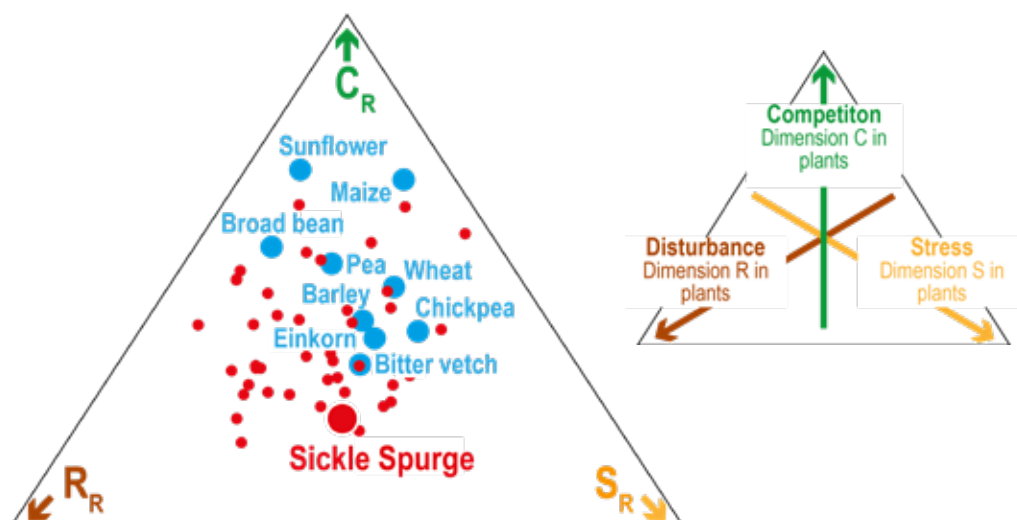 C_R
Sunflower
Maize
Broad bean
Pea
Wheat
Barley
Chickpea
Einkorn
Bitter vetch
Sickle Spurge
R_R
S_R
Competiton
Dimension C in
plants
Disturbance
Dimension R in
plants
Stress
Dimension S in
plants